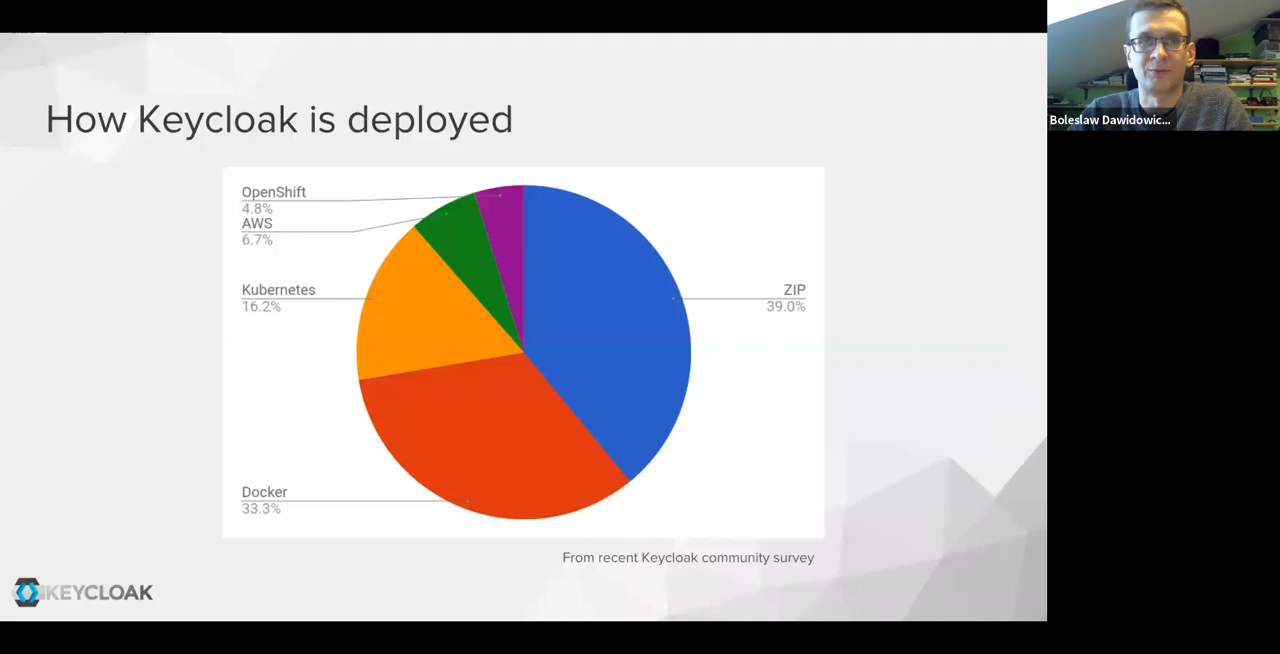 How Keycloak is deployed
OpenShift
4.8%
AWS
6.7%
Kubernetes
16.2%
ZIP
39.0%
Docker
33.3%
From recent Keycloak community survey
KEYCLOAK
Boleslaw Dawidowic...